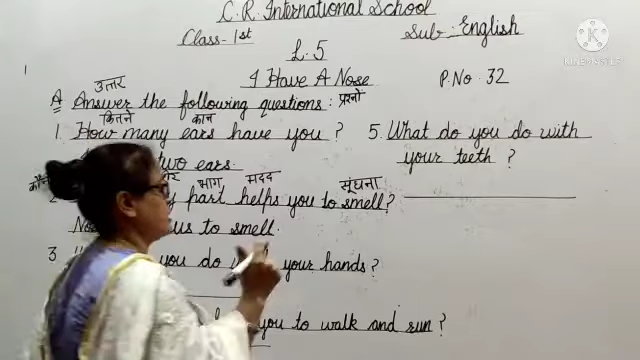 C.R. International School
Class-1st
Sub: English
L.5
I Have A Nose
P.No. 32
उत्तर
A Answer the following questions: प्रश्नों
कितने कान
1. How many ears have you?
two ears.
भाग मदद सूंघना
2 part helps you to smell?
us to smell.
3 you do your hands?
you to walk and run?
5. What do you do with
your teeth?
KINEMASTER